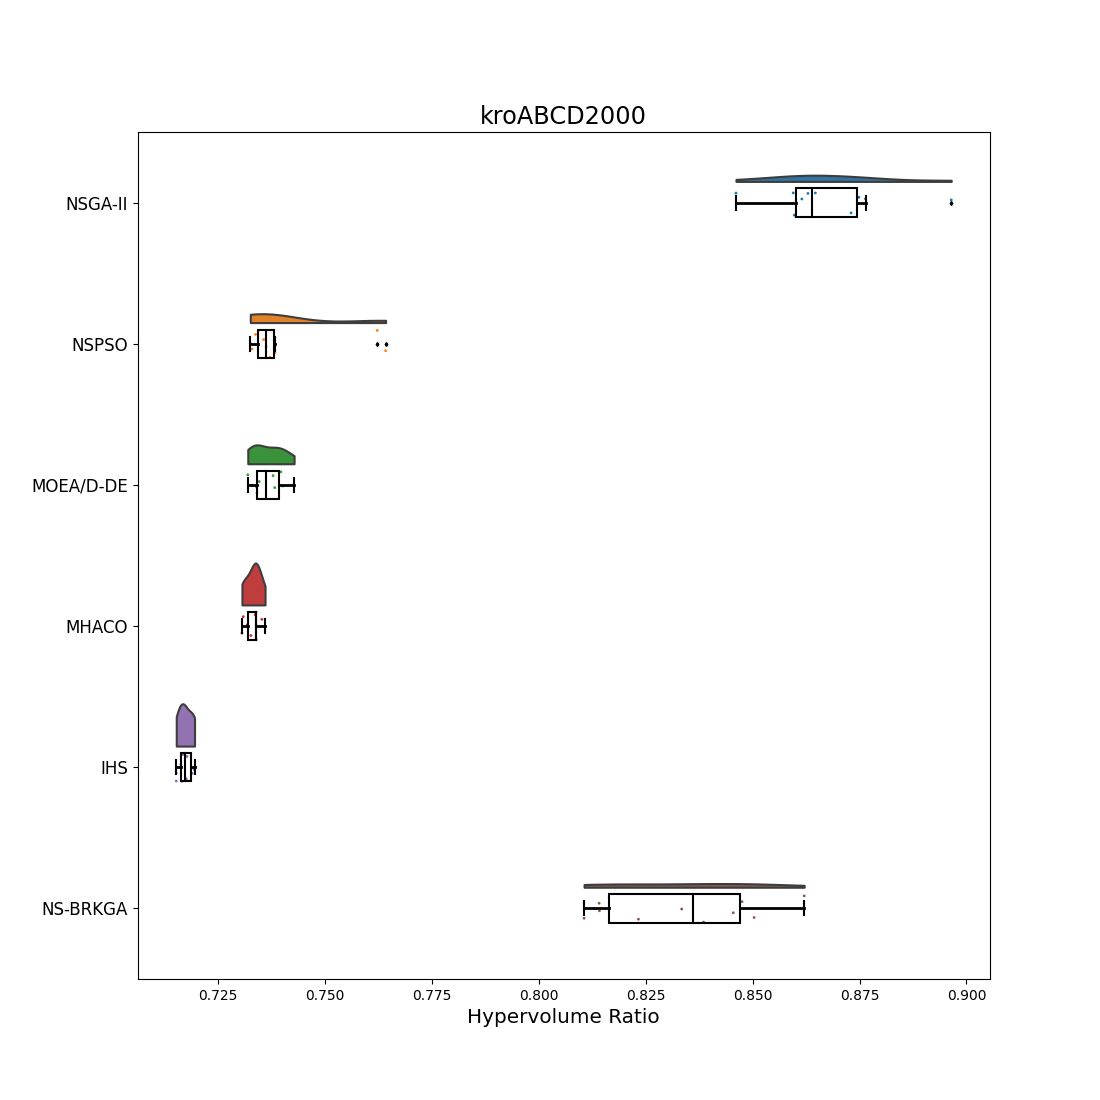 kroABCD2000
NSGA-II
NSPSO
MOEA/D-DE
MHACO
IHS
NS-BRKGA
0.725 0.750 0.775 0.800 0.825 0.850 0.875 0.900
Hypervolume Ratio